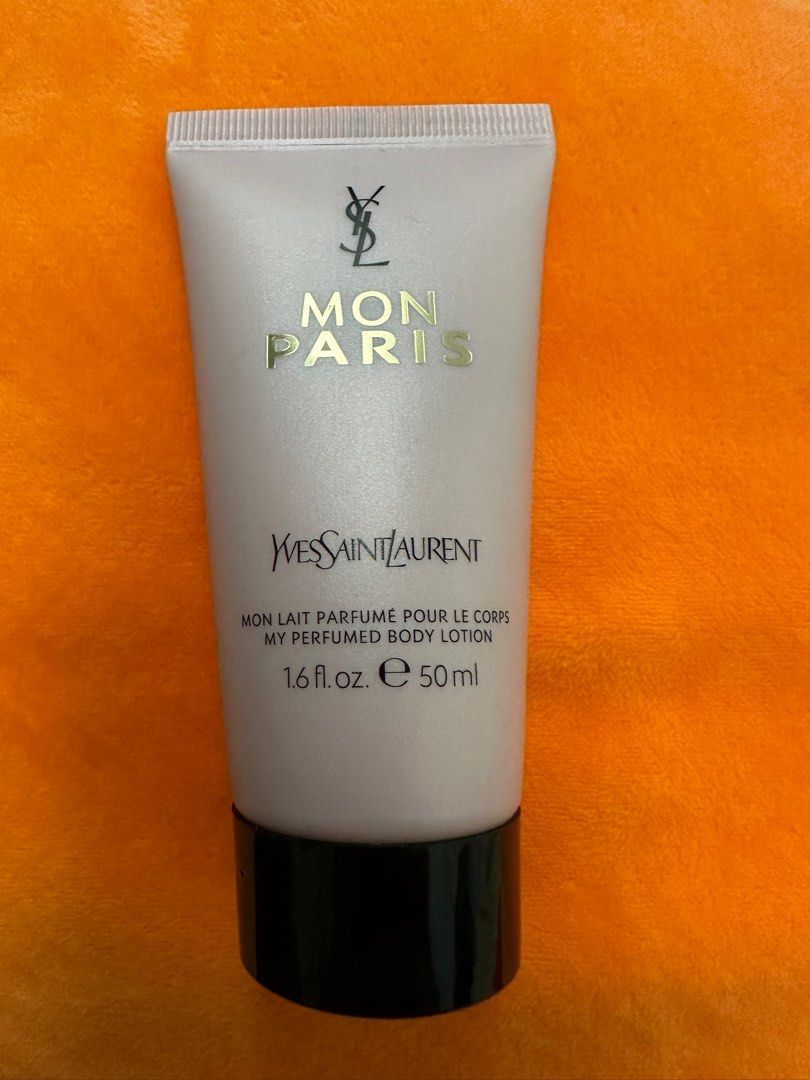 YSL
MON
PARIS
YVESSAINTLAURENT
MON LAIT PARFUMÉ POUR LE CORPS
MY PERFUMED BODY LOTION
1.6 fl. oz. e 50 ml